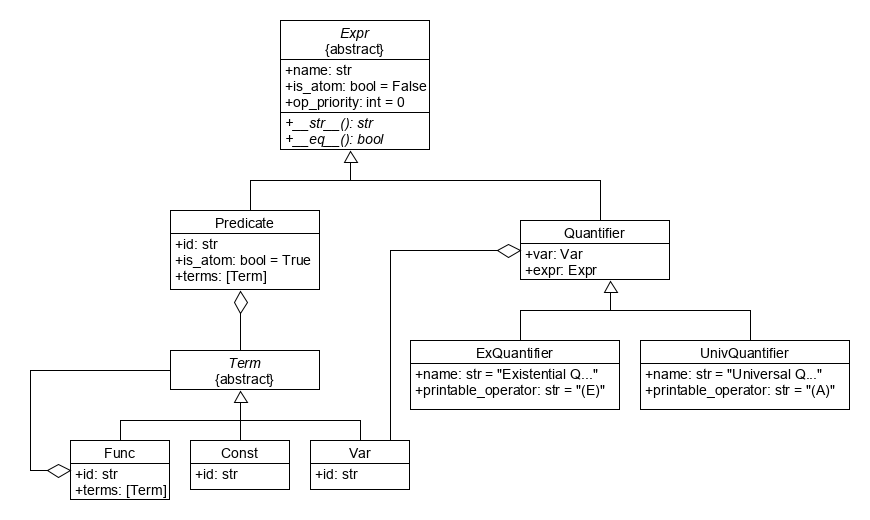 Expr
{abstract}
+name: str
+is_atom: bool = False
+op_priority: int = 0
+__str__(): str
+__eq__(): bool
Predicate
+id: str
+is_atom: bool = True
+terms: [Term]
Quantifier
+var: Var
+expr: Expr
Term
{abstract}
ExQuantifier
+name: str = "Existential Q..."
+printable_operator: str = "(E)"
UnivQuantifier
+name: str = "Universal Q..."
+printable_operator: str = "(A)"
Func
+id: str
+terms: [Term]
Const
+id: str
Var
+id: str